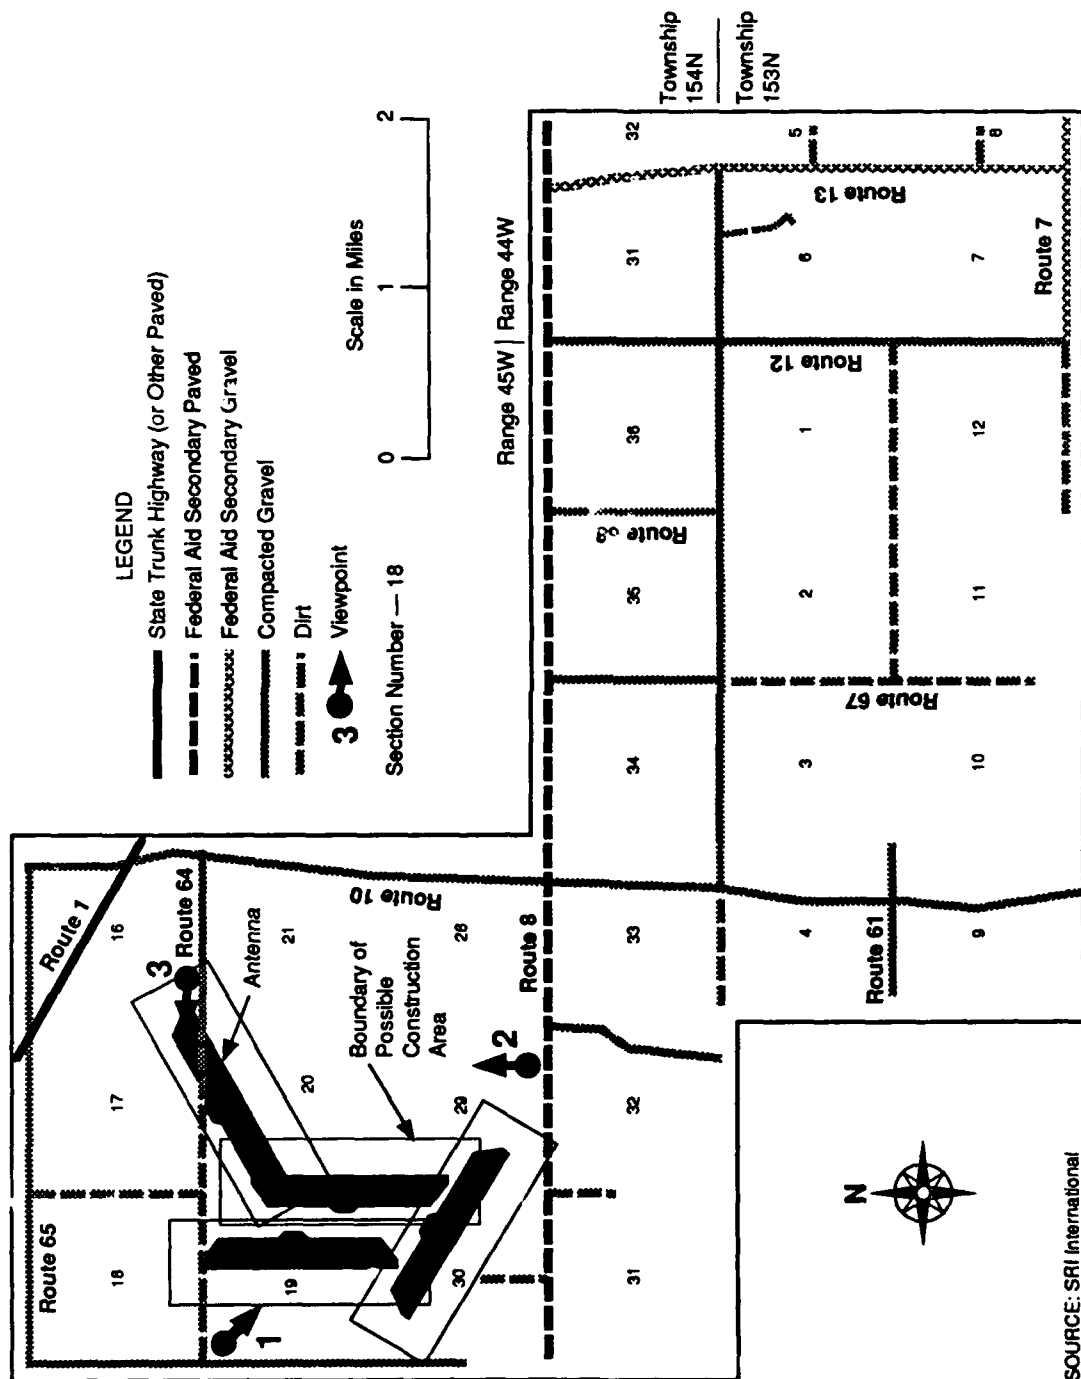 Township
154N
Township
153N
LEGEND
State Trunk Highway (or Other Paved)
Federal Aid Secondary Paved
Federal Aid Secondary Gravel
Compacted Gravel
Dirt
3 Viewpoint
Section Number — 18
Scale in Miles
0 1 2
Range 45W | Range 44W
Route 1
Route 65
Route 64
Antenna
Route 10
Boundary of
Possible
Construction
Area
Route 8
Route 13
Route 12
Route
Route 67
Route 61
Route 7
1
2
3
16
17
18
19
20
21
28
29
30
31
32
33
34
35
36
31
32
1
2
3
4
5
6
7
8
9
10
11
12
N
SOURCE: SRI International